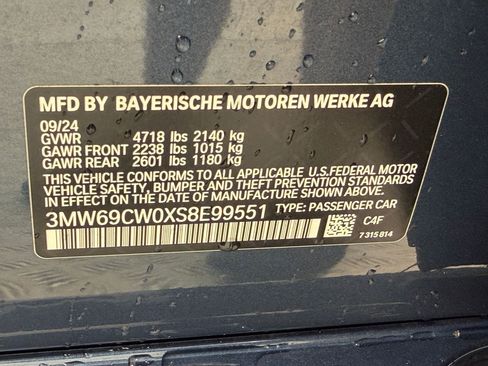 MFD BY BAYERISCHE MOTOREN WERKE AG
09/24
GVWR 4718 lbs 2140 kg
GAWR FRONT 2238 lbs 1015 kg
GAWR REAR 2601 lbs 1180 kg
THIS VEHICLE CONFORMS TO ALL APPLICABLE U.S.FEDERAL MOTOR
VEHICLE SAFETY, BUMPER AND THEFT PREVENTION STANDARDS
IN EFFECT ON THE DATE OF MANUFACTURE SHOWN ABOVE.
3MW69CW0XS8E99551 TYPE: PASSENGER CAR
C4F
7 315 814